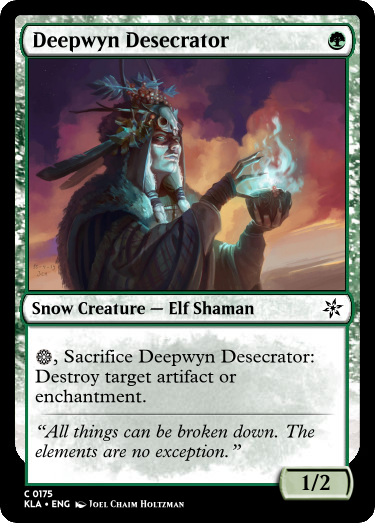 Deepwyn Desecrator
Snow Creature — Elf Shaman
, Sacrifice Deepwyn Desecrator:
Destroy target artifact or
enchantment.
“All things can be broken down. The
elements are no exception.”
1/2
C 0175
KLA • ENG Joel Chaim Holtzman